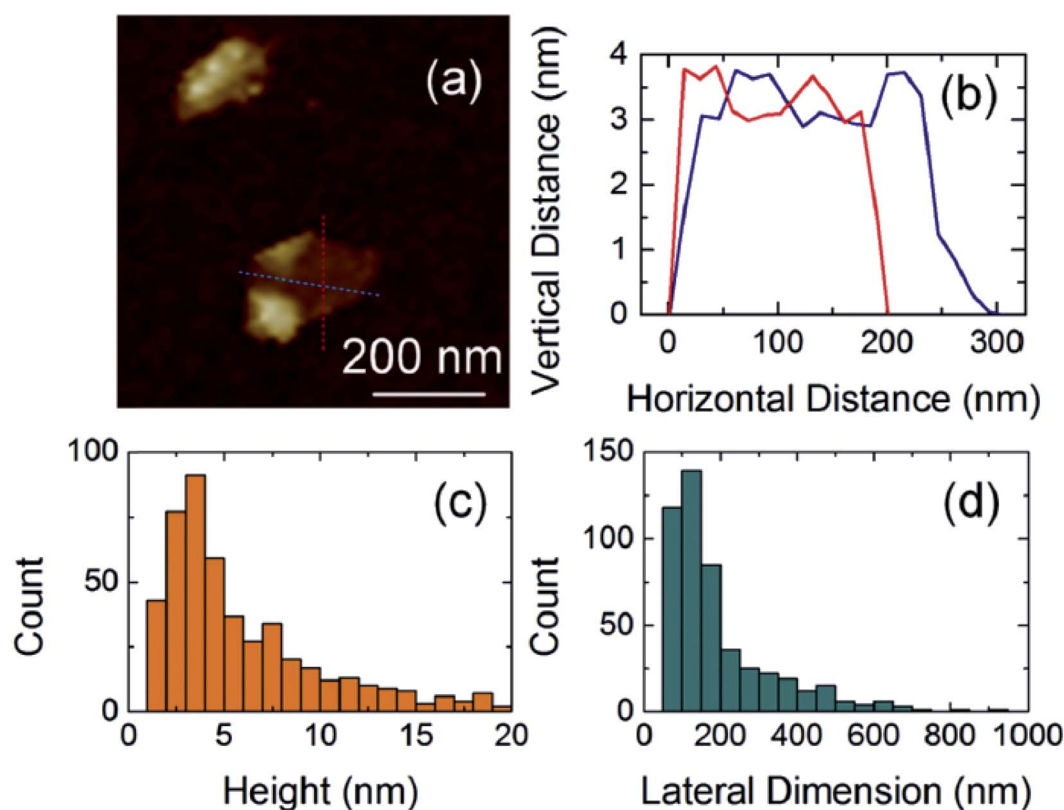 (a)
200 nm
(b)
Vertical Distance (nm)
4
3
2
1
0
0 100 200 300
Horizontal Distance (nm)
(c)
Count
100
50
0
0 5 10 15 20
Height (nm)
(d)
Count
150
100
50
0
0 200 400 600 800 1000
Lateral Dimension (nm)